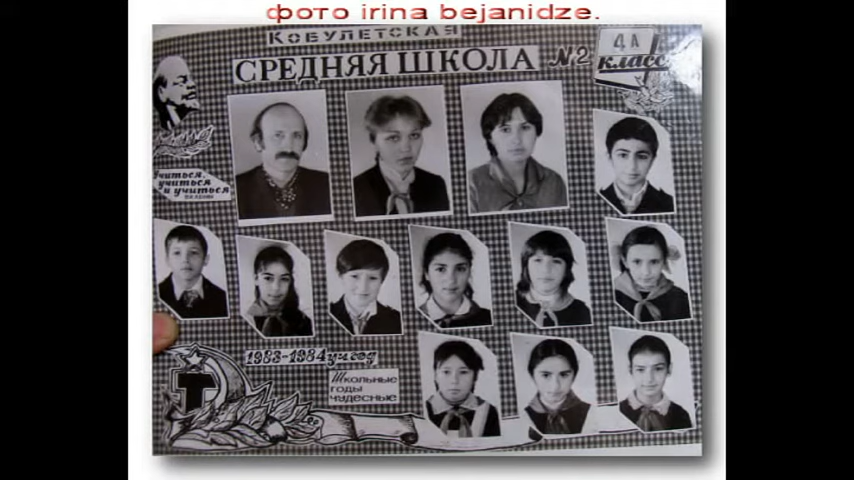 фото irina bejanidze.
КОБУЛЕТСКАЯ
СРЕДНЯЯ ШКОЛА №2
4А
класс
Учиться,
учиться
и учиться
1983-1984 уч.год
Школьные
годы
чудесные